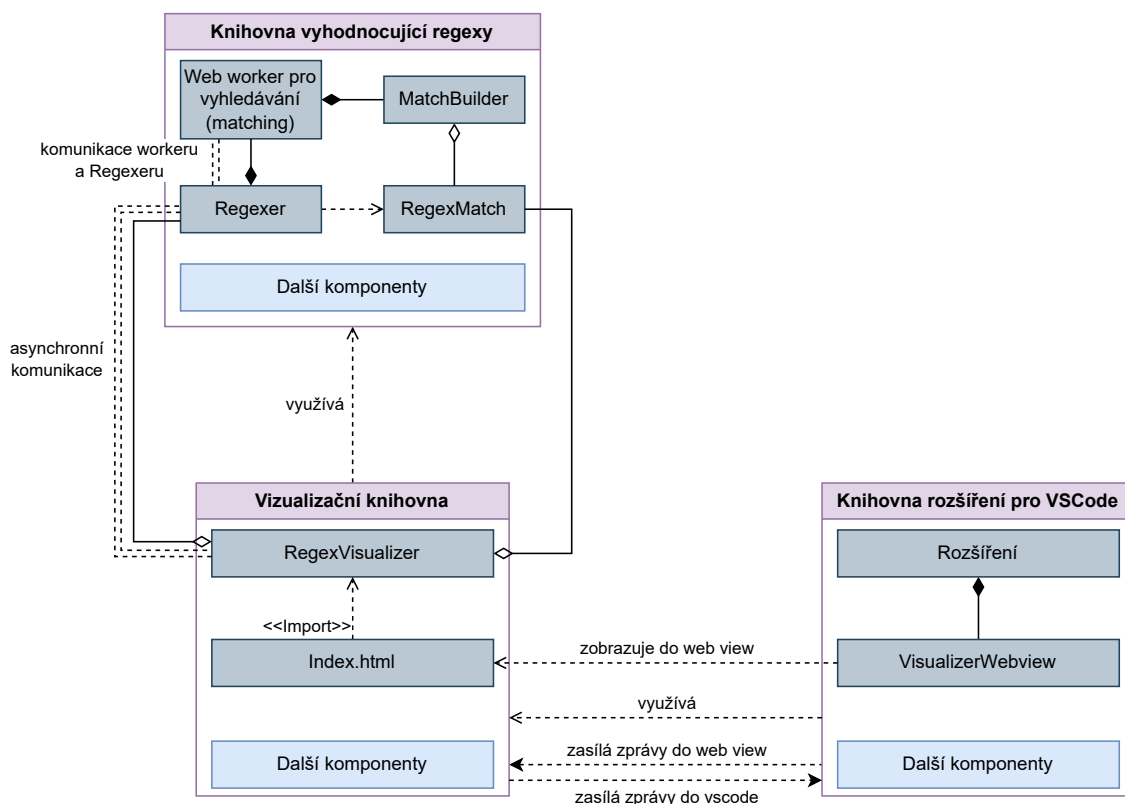 Knihovna vyhodnocující regexy
Web worker pro
vyhledávání
(matching)
MatchBuilder
komunikace workeru
a Regexeru
Regexer
RegexMatch
Další komponenty
asynchronní
komunikace
využívá
Vizualizační knihovna
RegexVisualizer
<<Import>>
Index.html
Další komponenty
Knihovna rozšíření pro VSCode
Rozšíření
zobrazuje do web view
VisualizerWebview
využívá
zasílá zprávy do web view
Další komponenty
zasílá zprávy do vscode